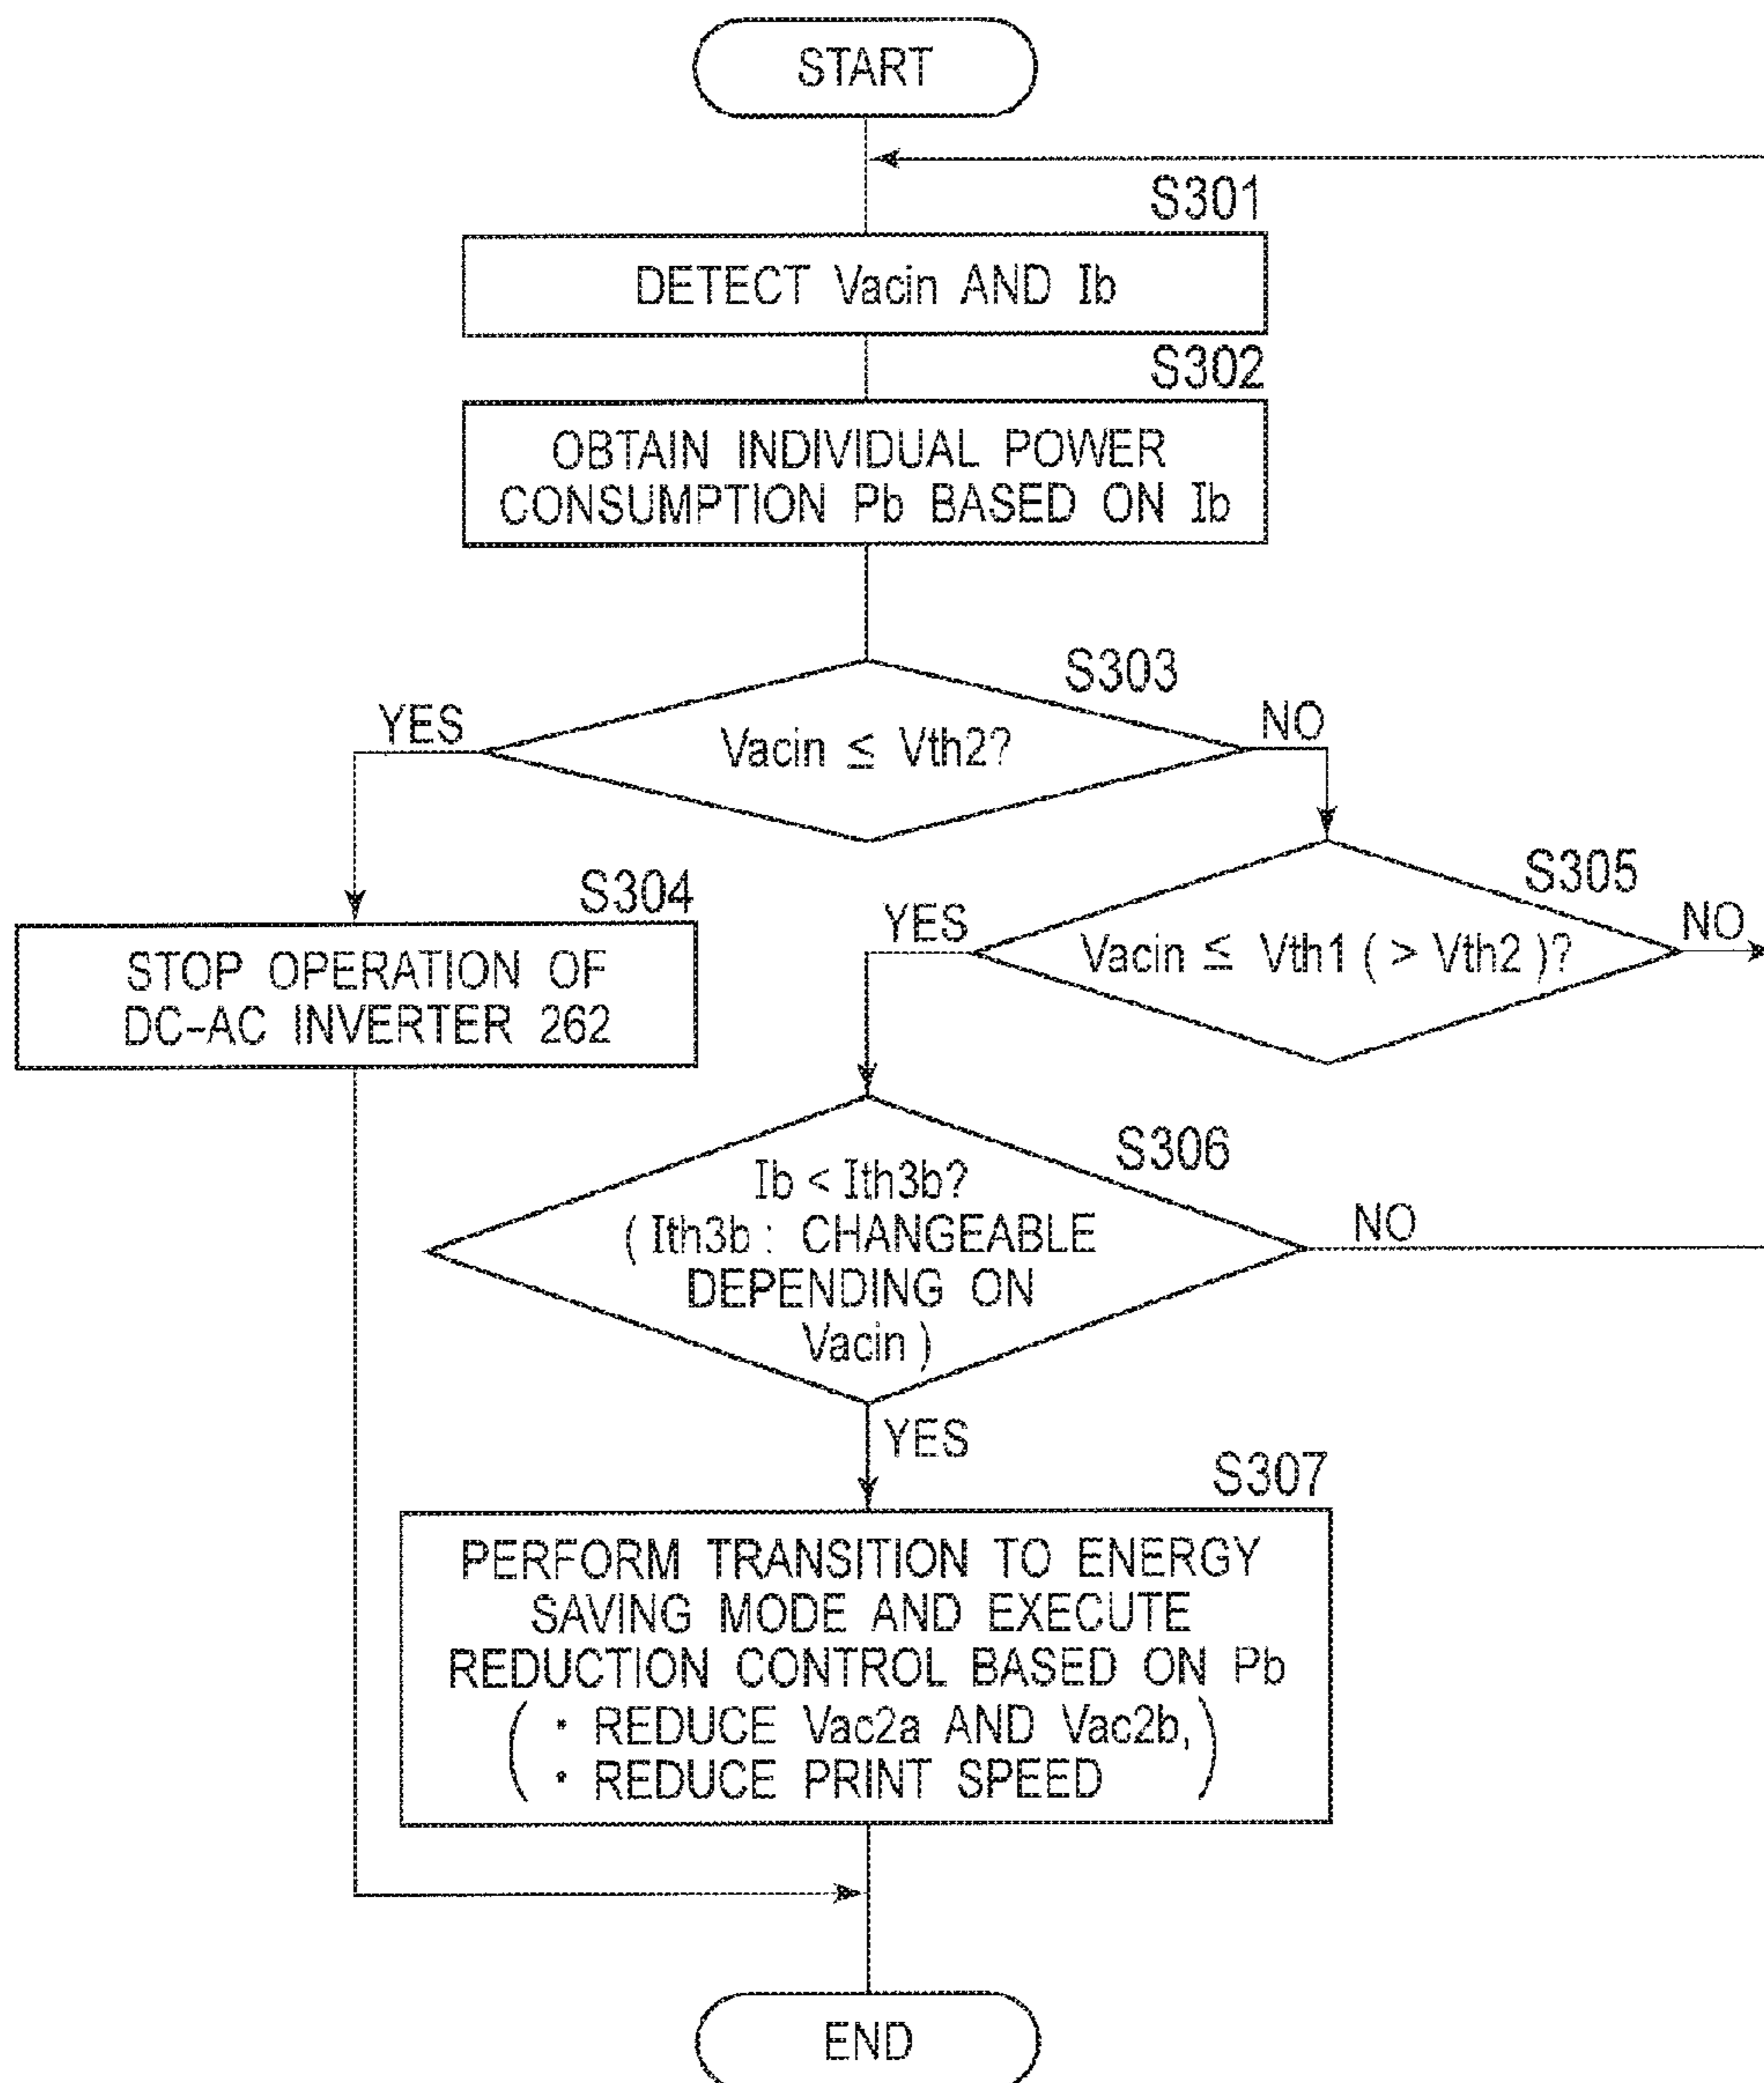 START
S301
DETECT Vacin AND Ib
S302
OBTAIN INDIVIDUAL POWER
CONSUMPTION Pb BASED ON Ib
S303
YES
Vacin ≦ Vth2?
NO
S304
STOP OPERATION OF
DC-AC INVERTER 262
S305
YES
Vacin ≦ Vth1 ( > Vth2 )?
NO
S306
Ib < Ith3b?
( Ith3b : CHANGEABLE
DEPENDING ON
Vacin )
NO
YES
S307
PERFORM TRANSITION TO ENERGY
SAVING MODE AND EXECUTE
REDUCTION CONTROL BASED ON Pb
( • REDUCE Vac2a AND Vac2b,
• REDUCE PRINT SPEED )
END